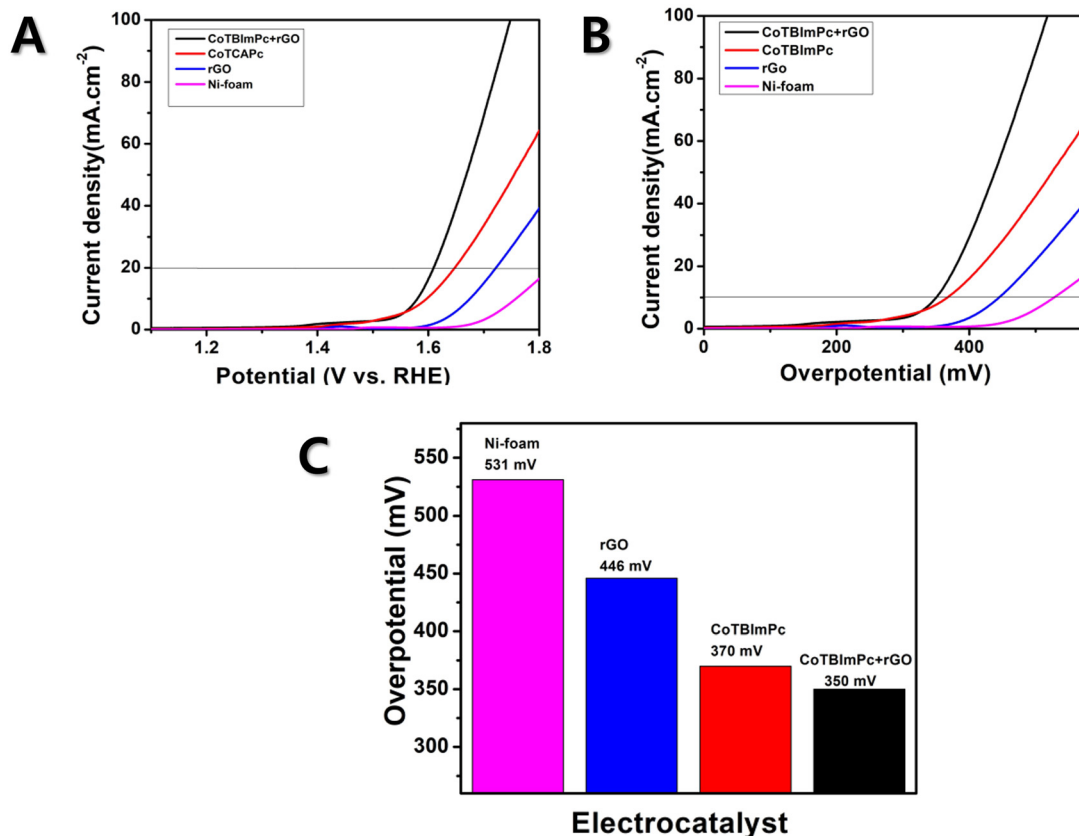 A
Current density(mA.cm-2)
100
80
60
40
20
0
CoTBImPc+rGO
CoTCAPc
rGO
Ni-foam
1.2
1.4
1.6
1.8
Potential (V vs. RHE)
B
Current density(mA.cm-2)
100
80
60
40
20
10
0
CoTBImPc+rGO
CoTBImPc
rGo
Ni-foam
0
200
400
Overpotential (mV)
C
Overpotential (mV)
550
500
450
400
350
300
Ni-foam
531 mV
rGO
446 mV
CoTBImPc
370 mV
CoTBImPc+rGO
350 mV
Electrocatalyst